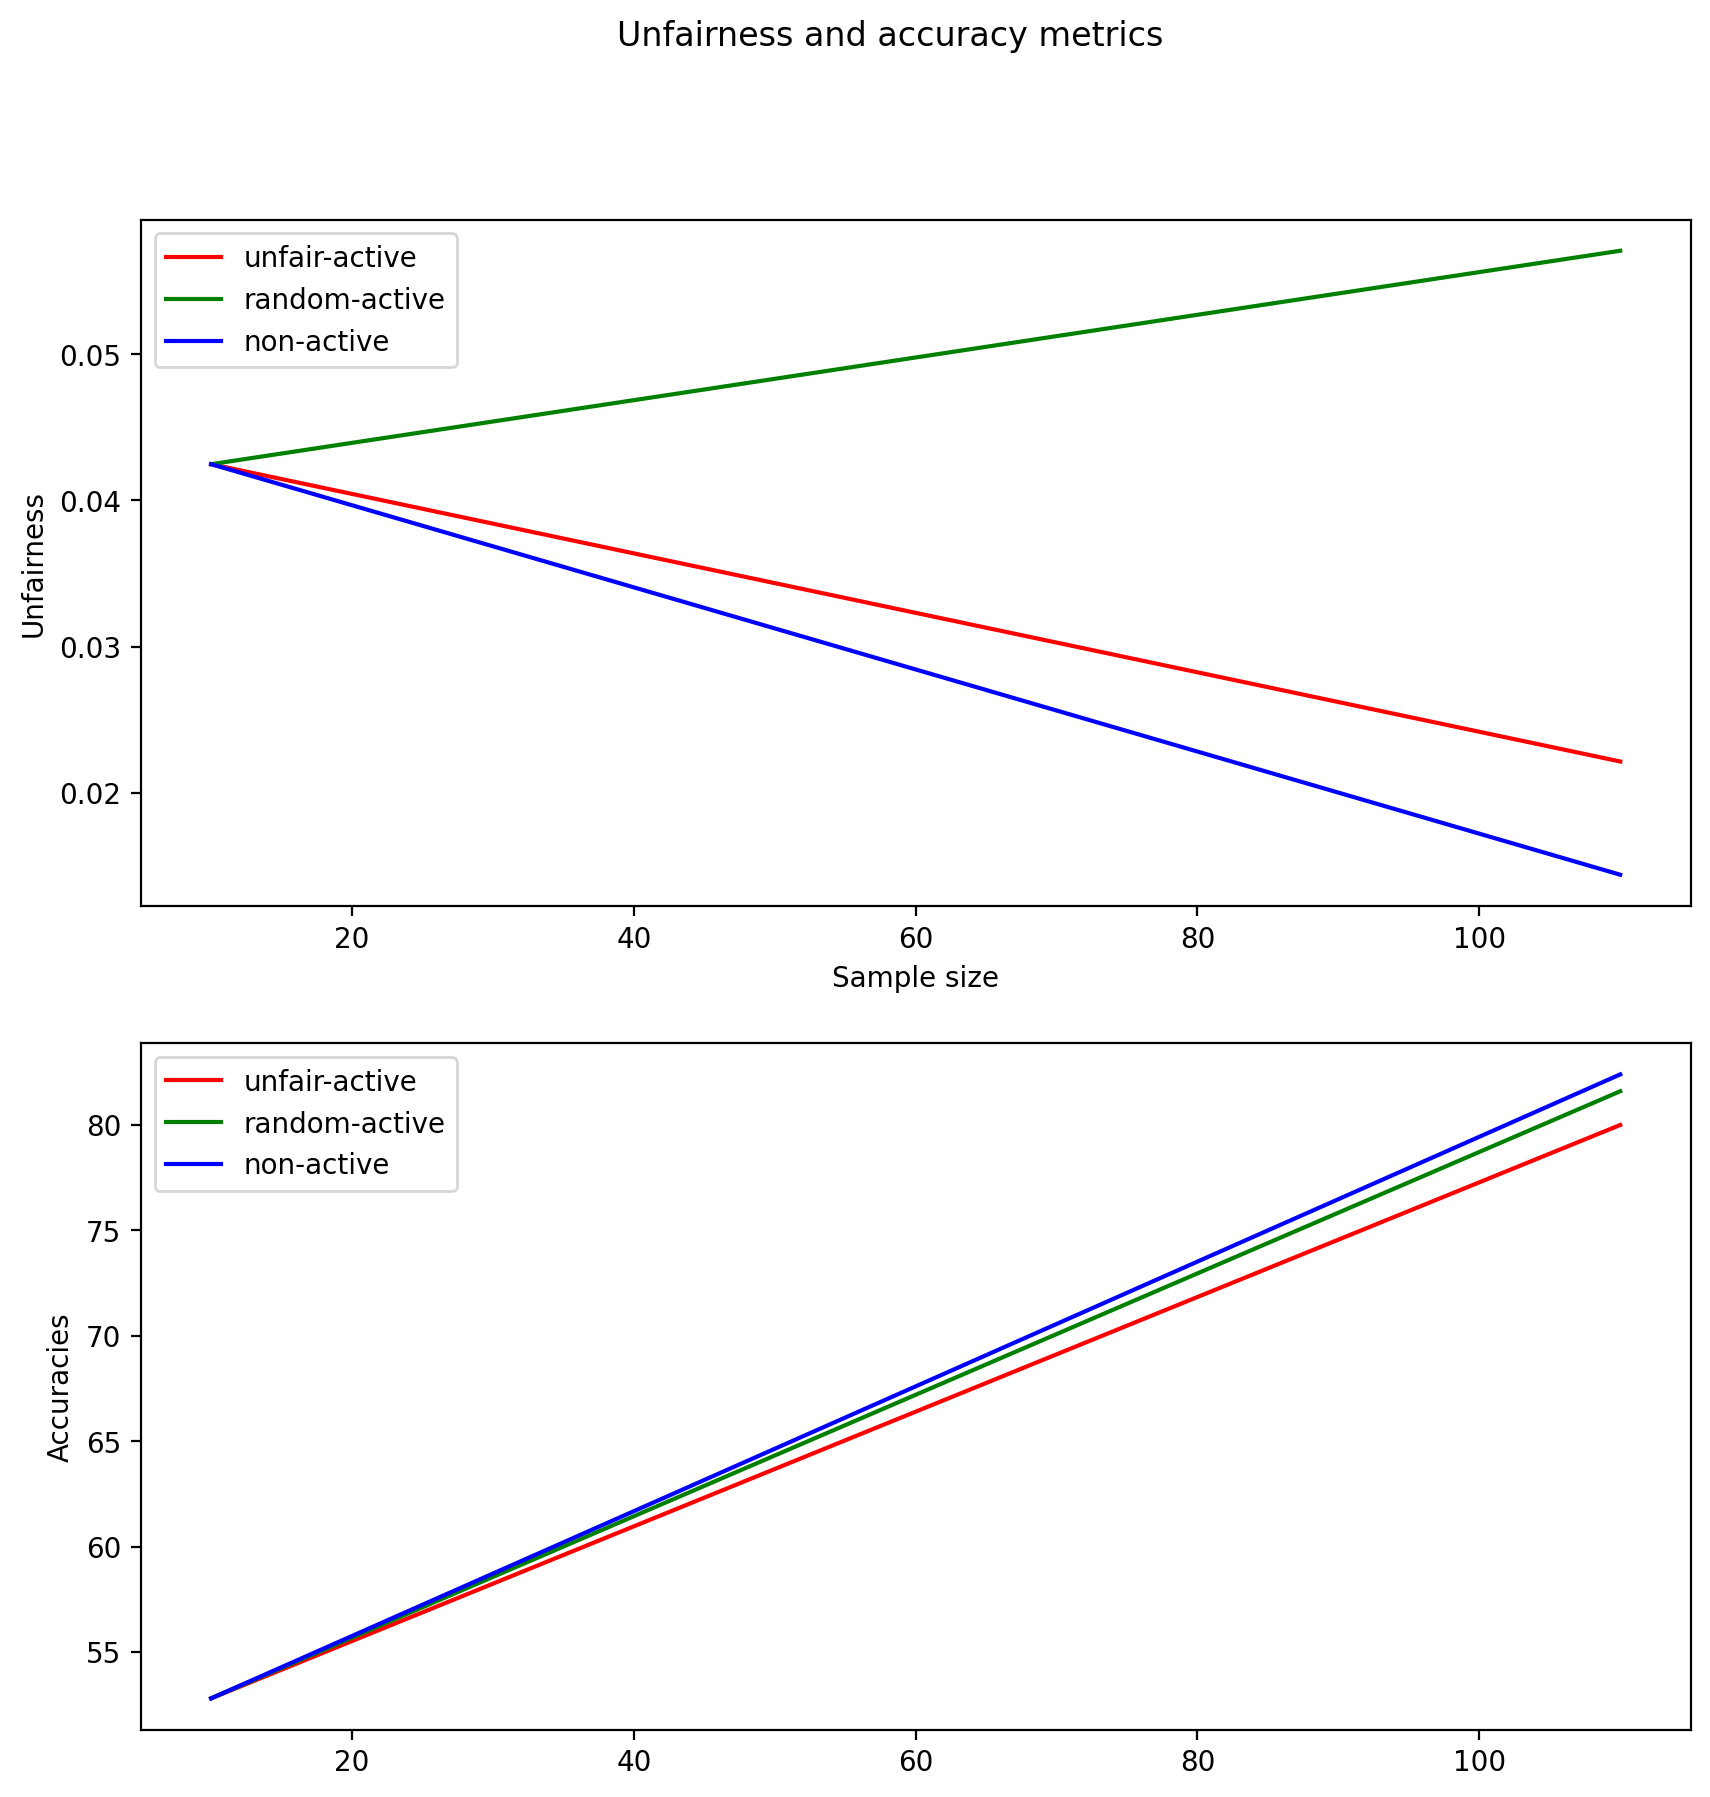 Unfairness and accuracy metrics
unfair-active
random-active
non-active
0.05
0.04
0.03
0.02
Unfairness
20 40 60 80 100
Sample size
unfair-active
random-active
non-active
80
75
70
65
60
55
Accuracies
20 40 60 80 100